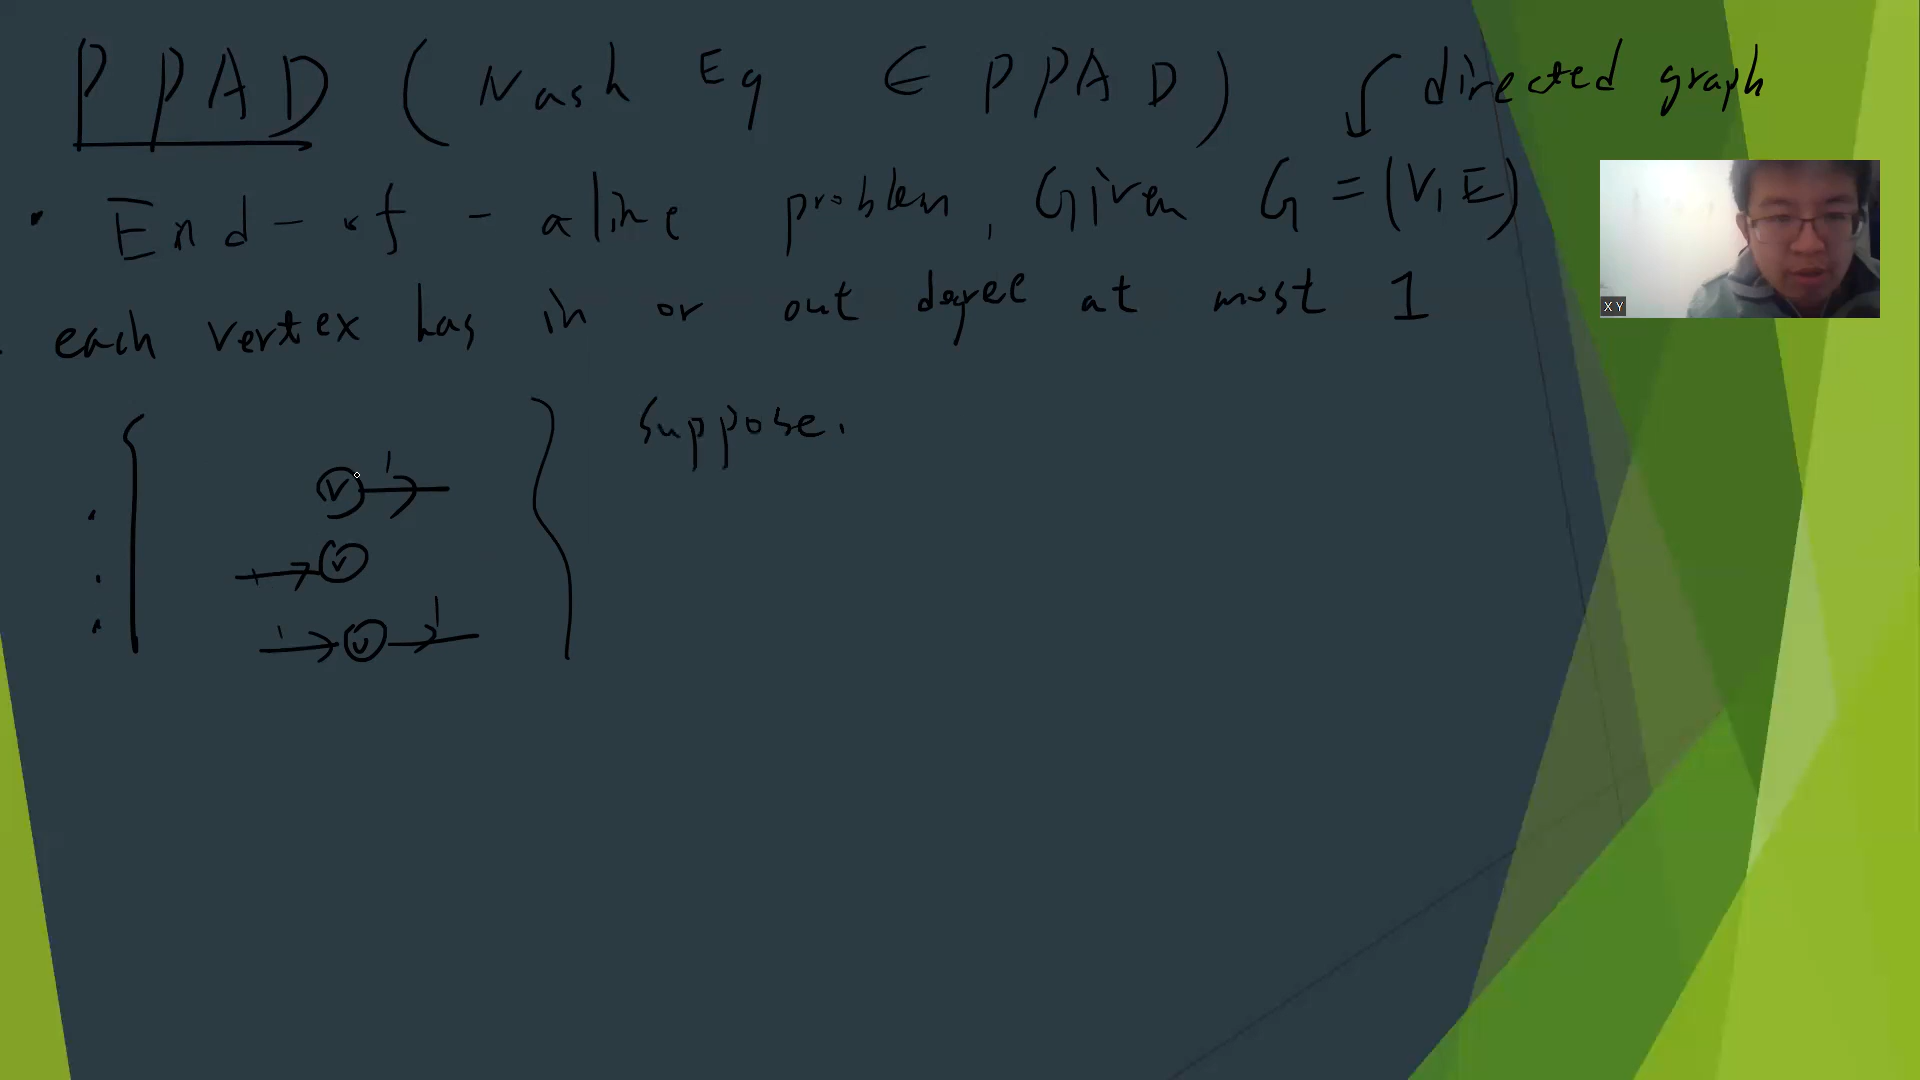 PPAD (Nash Eq ∈ PPAD) directed graph
• End-of-aline problem, Given G = (V, E)
each vertex has in or out degree at most 1
Suppose.
V 1
1 V
1 V 1
X Y